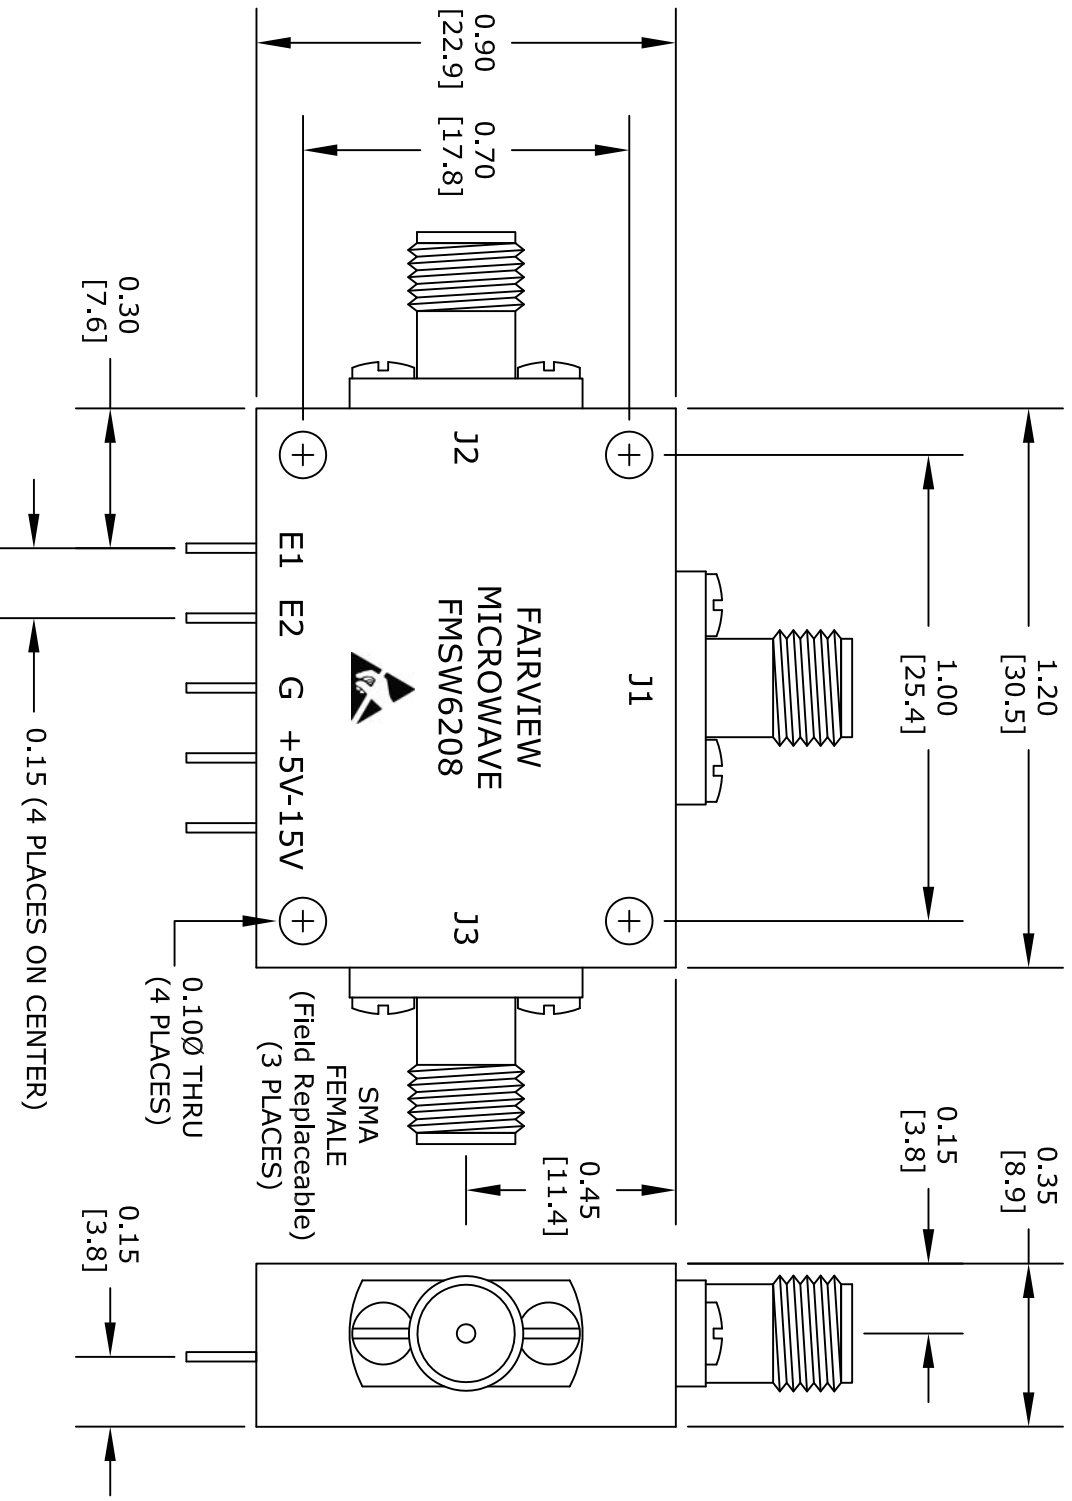 1.20
[30.5]
1.00
[25.4]
0.35
[8.9]
0.15
[3.8]
0.90
[22.9]
0.70
[17.8]
0.45
[11.4]
J1
J2
J3
FAIRVIEW
MICROWAVE
FMSW6208
E1 E2 G +5V-15V
SMA
FEMALE
(Field Replaceable)
(3 PLACES)
0.30
[7.6]
0.10Ø THRU
(4 PLACES)
0.15
[3.8]
0.15 (4 PLACES ON CENTER)